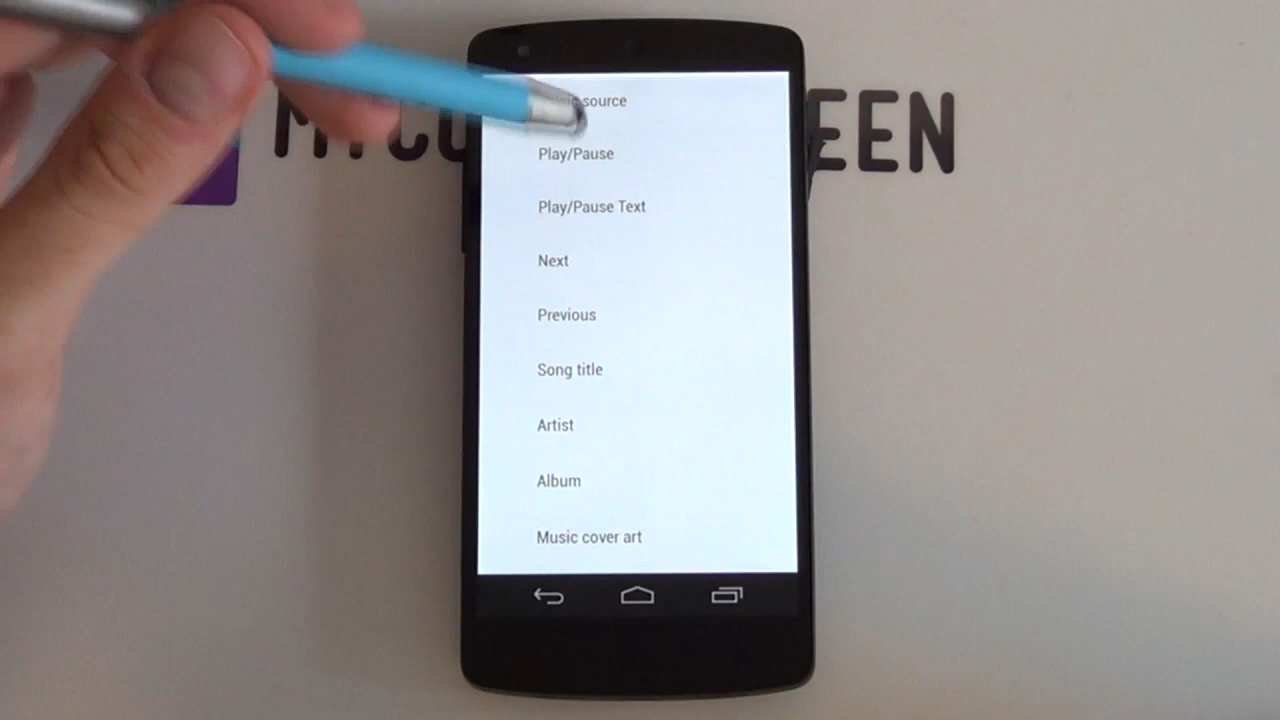 source
Play/Pause
Play/Pause Text
Next
Previous
Song title
Artist
Album
Music cover art
EEN